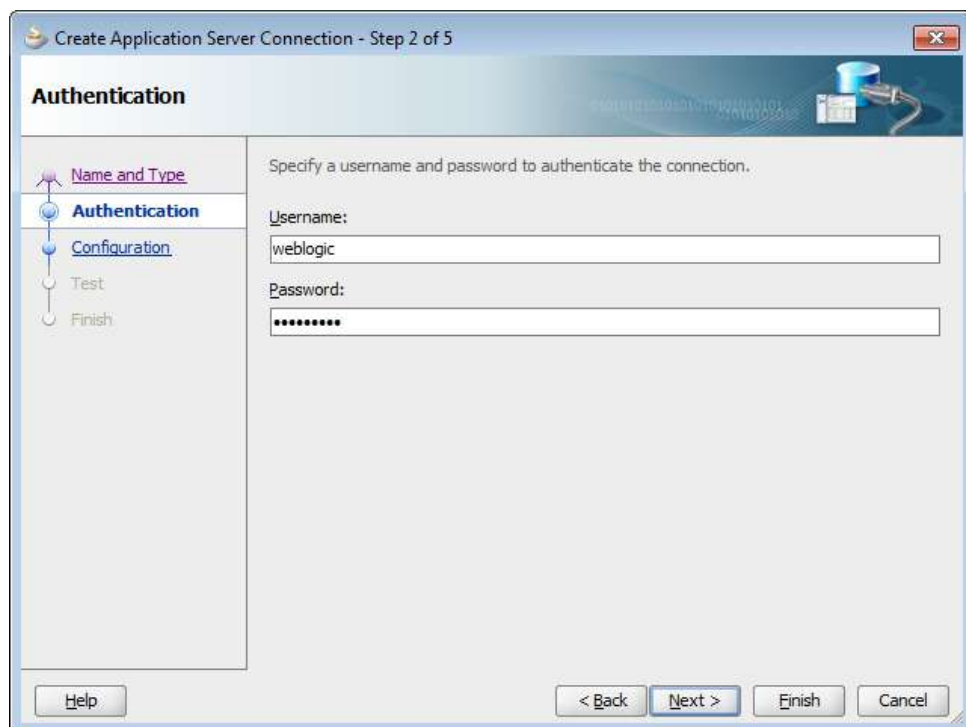 Create Application Server Connection - Step 2 of 5
Authentication
Name and Type
Authentication
Configuration
Test
Finish
Specify a username and password to authenticate the connection.
Username:
weblogic
Password:
•••••••••
Help
< Back
Next >
Finish
Cancel